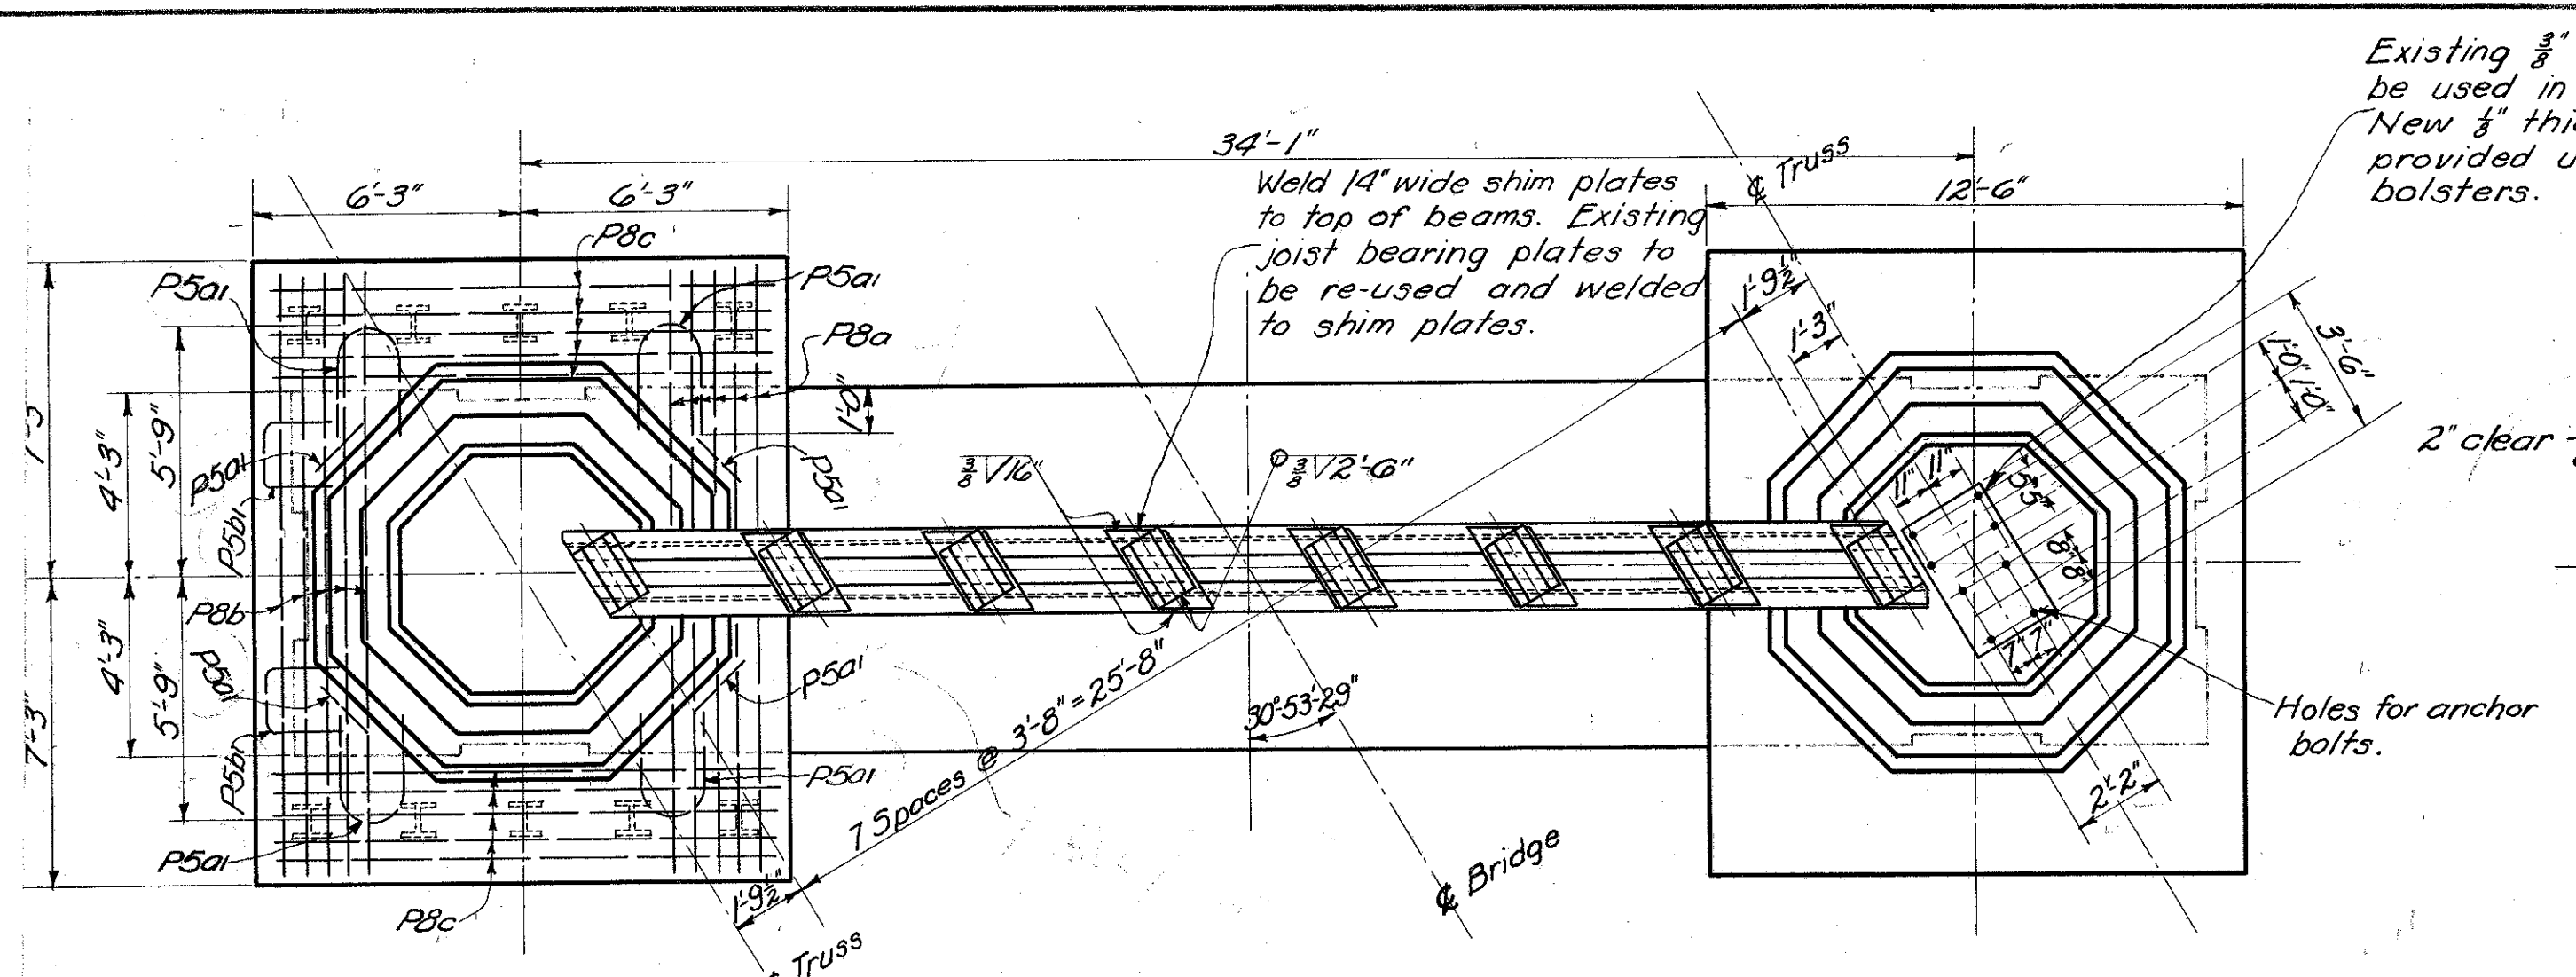 Existing 3/8"
be used in
New 1/8" thi
provided u
bolsters.
34'-1"
℄ Truss
6'-3"
6'-3"
12'-6"
Weld 14" wide shim plates
to top of beams. Existing
joist bearing plates to
be re-used and welded
to shim plates.
P8c
P5a1
P5a1
P8a
1'-9½"
1'-3"
3'-6"
1'-0"
1'-0"
1'-0"
4'-3"
5'-9"
P5a1
P5b1
P5a1
3/8 V 16"
3/8 V 2'-6"
2" clear
11"
11"
5"
5"
8"
8"
P8b
7'-3"
4'-3"
5'-9"
P5a1
P5b1
P5a1
P5a1
P5a1
7 Spaces @ 3'-8" = 25'-8"
30°-53'-29"
7"
7"
Holes for anchor
bolts.
2'-2"
P8c
1'-9½"
Truss
℄ Bridge